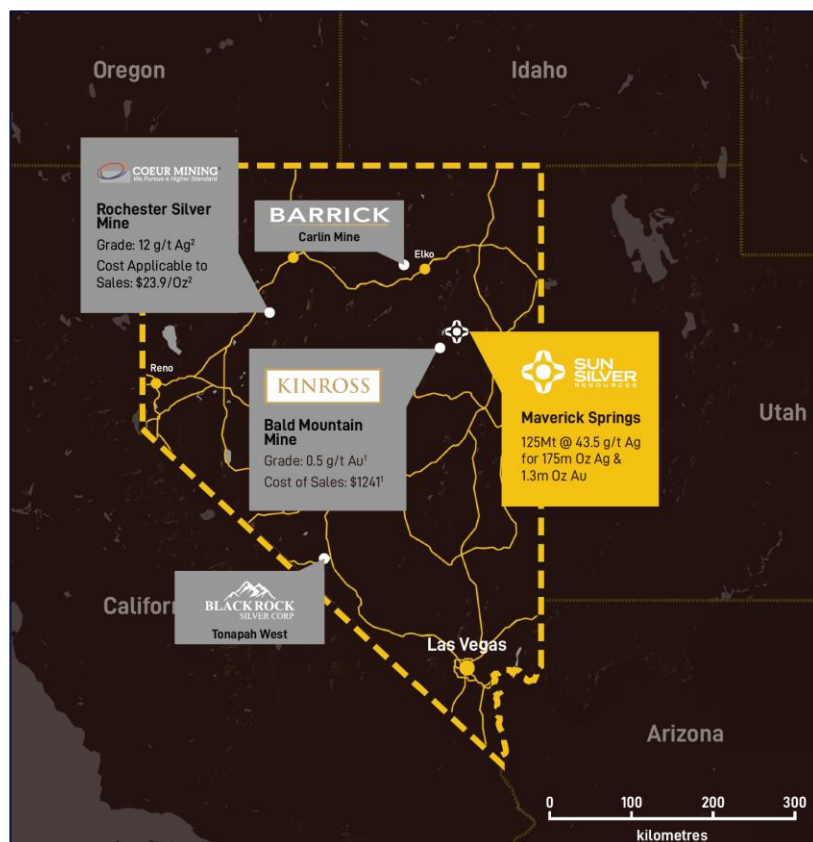 Oregon
Idaho
COEUR MINING
We Pursue a Higher Standard
Rochester Silver
Mine
Grade: 12 g/t Ag²
Cost Applicable to
Sales: $23.9/Oz²
BARRICK
Carlin Mine
Elko
Reno
KINROSS
Bald Mountain
Mine
Grade: 0.5 g/t Au¹
Cost of Sales: $1241¹
SUN
SILVER
RESOURCES
Maverick Springs
125Mt @ 43.5 g/t Ag
for 175m Oz Ag &
1.3m Oz Au
Utah
Californ
BLACKROCK
SILVER CORP
Tonapah West
Las Vegas
Arizona
0 100 200 300
kilometres